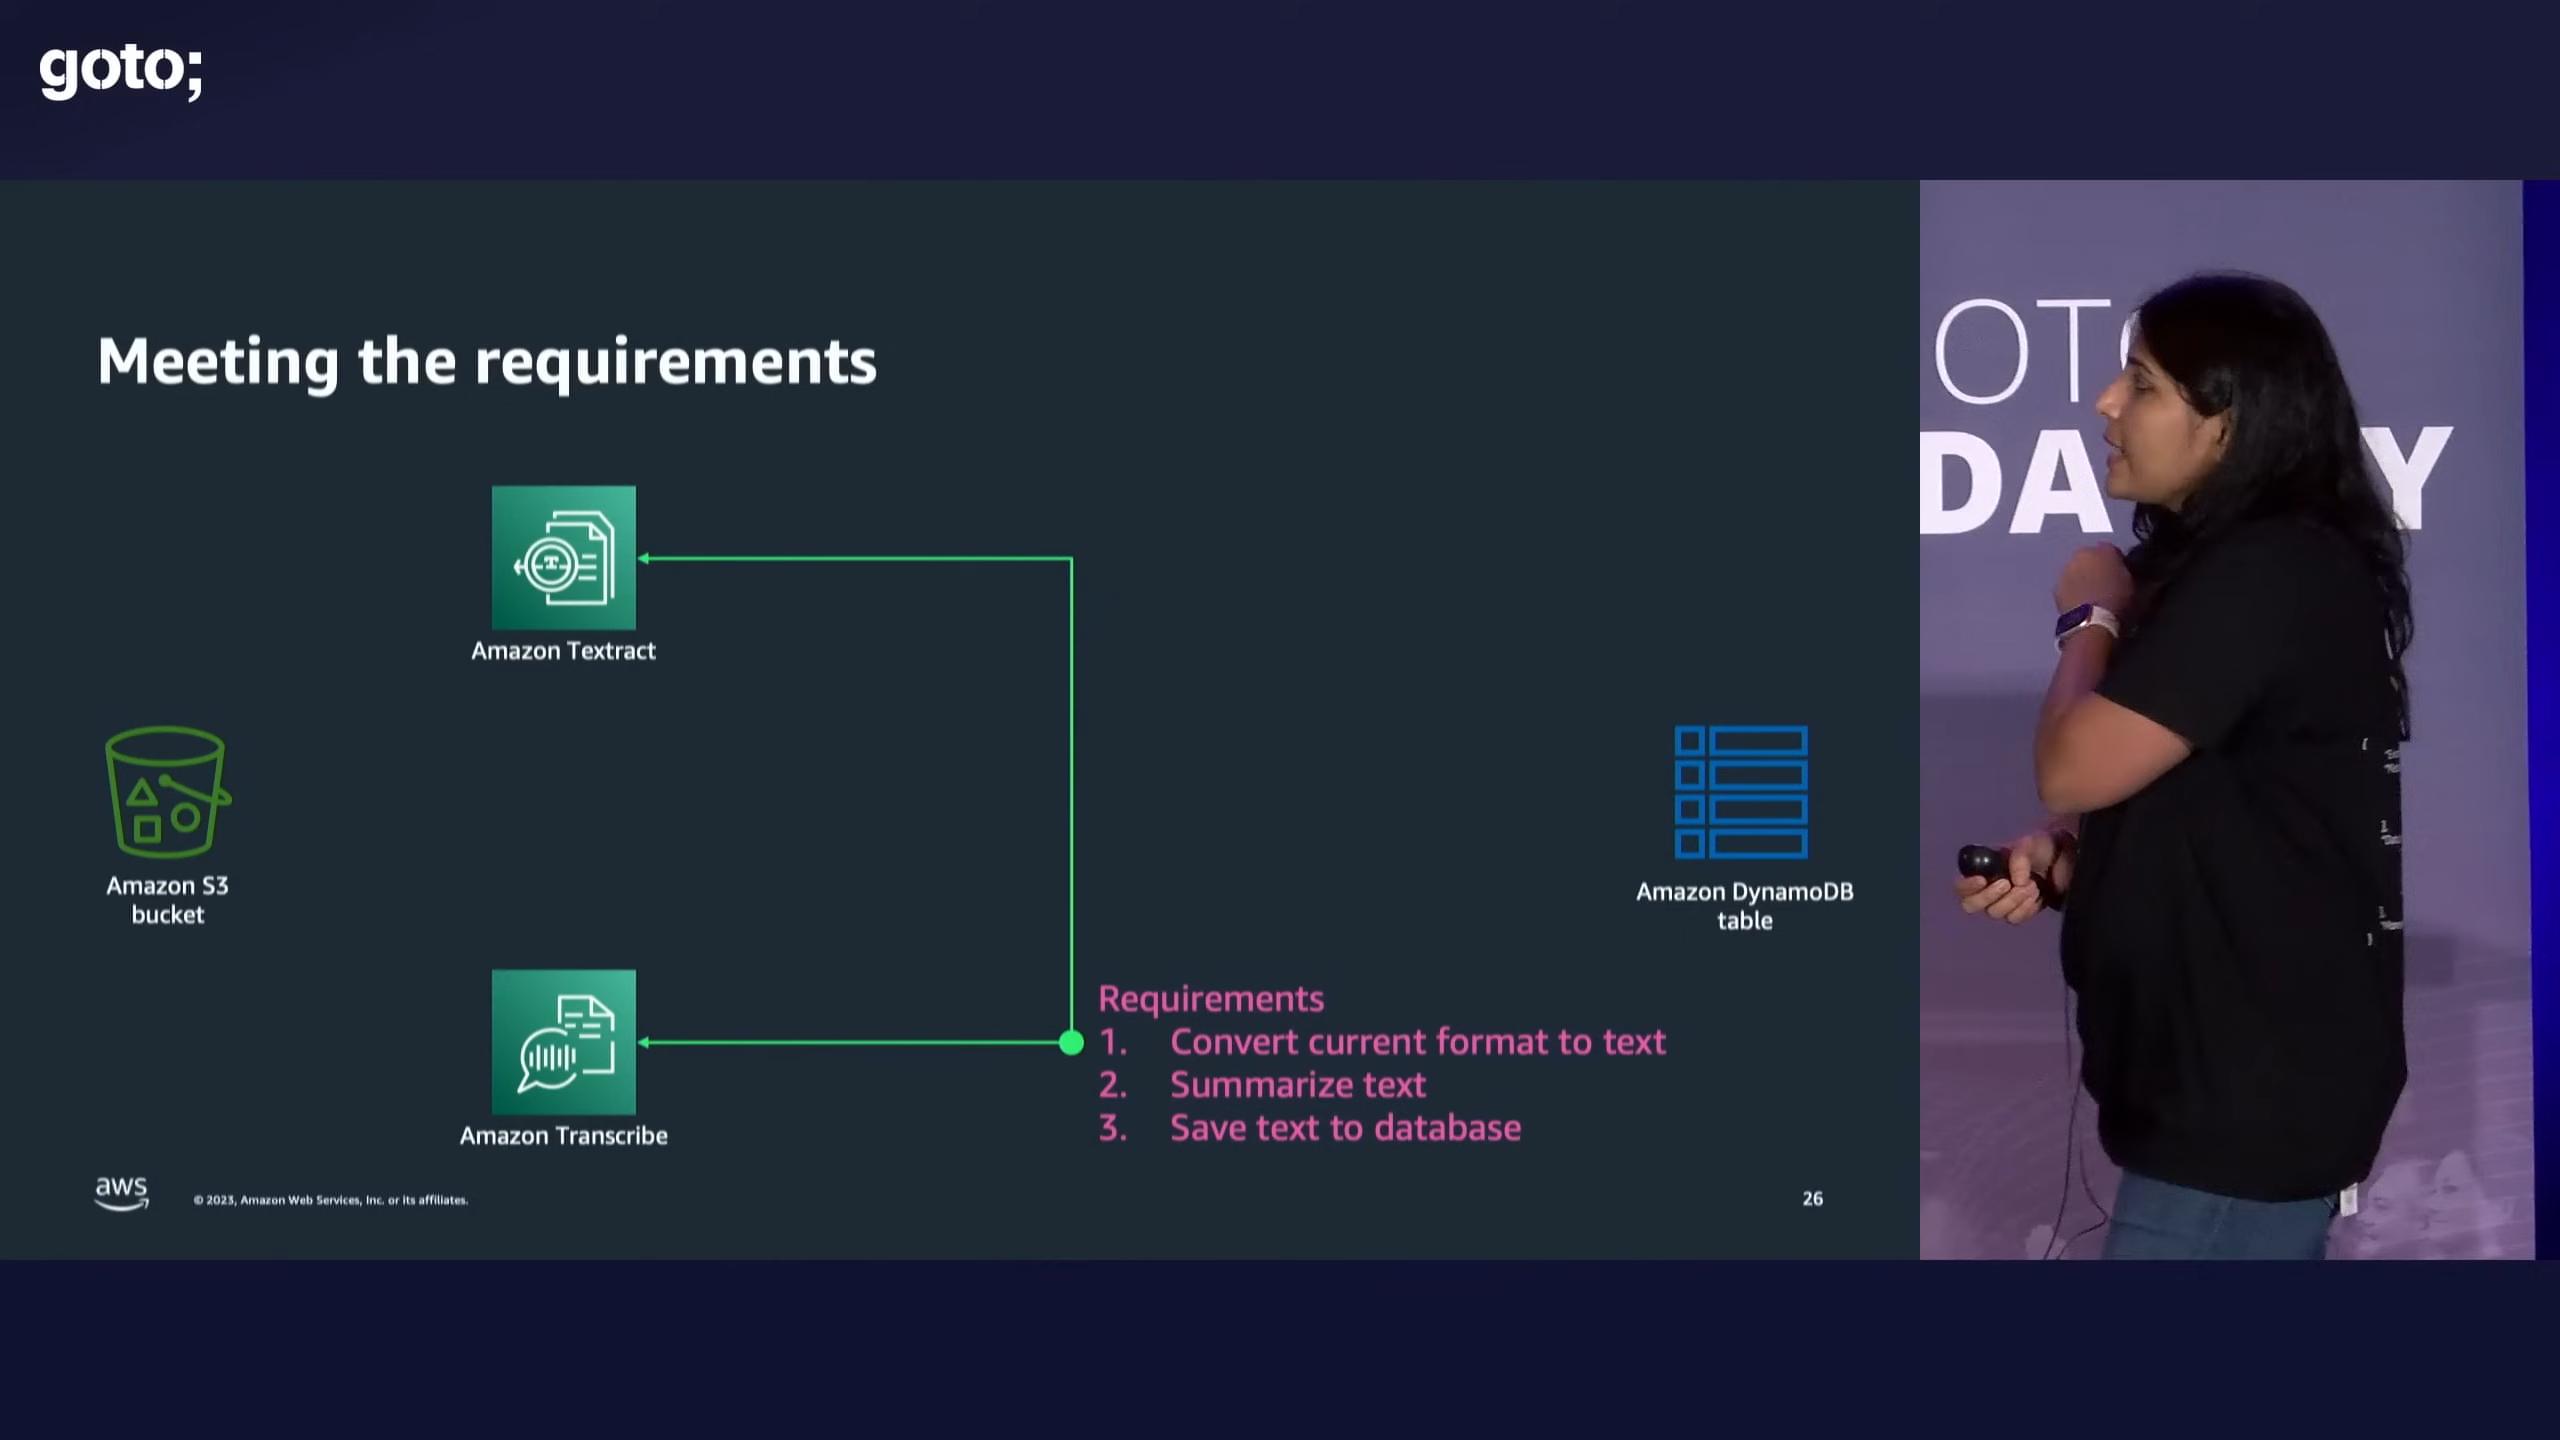 goto;
Meeting the requirements
Amazon Textract
Amazon S3
bucket
Amazon DynamoDB
table
Amazon Transcribe
Requirements
1. Convert current format to text
2. Summarize text
3. Save text to database
aws
© 2023, Amazon Web Services, Inc. or its affiliates.
26
OT
DA Y